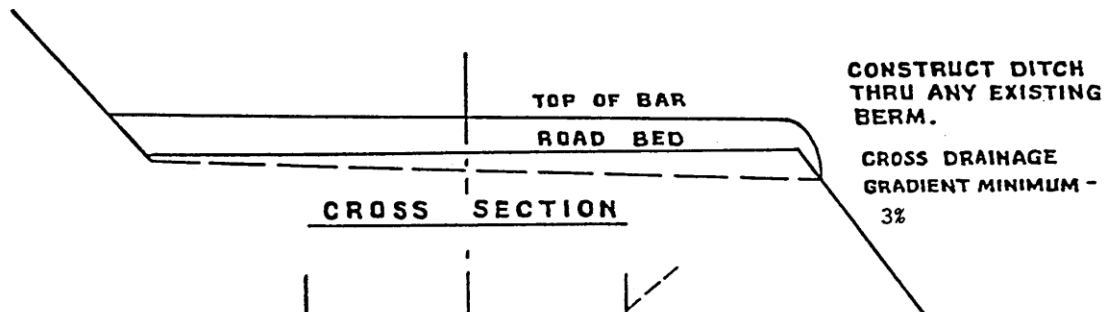 TOP OF BAR
ROAD BED
CROSS SECTION
CONSTRUCT DITCH
THRU ANY EXISTING
BERM.
CROSS DRAINAGE
GRADIENT MINIMUM -
3%